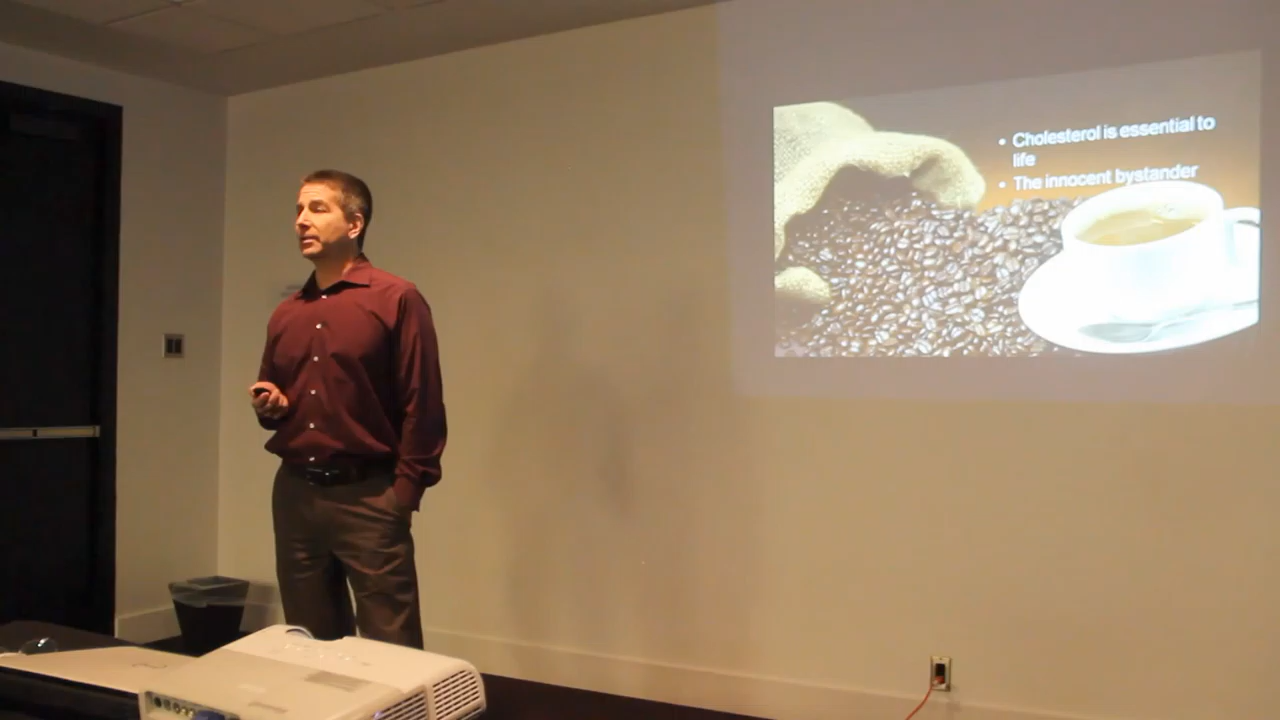 • Cholesterol is essential to
life
• The innocent bystander